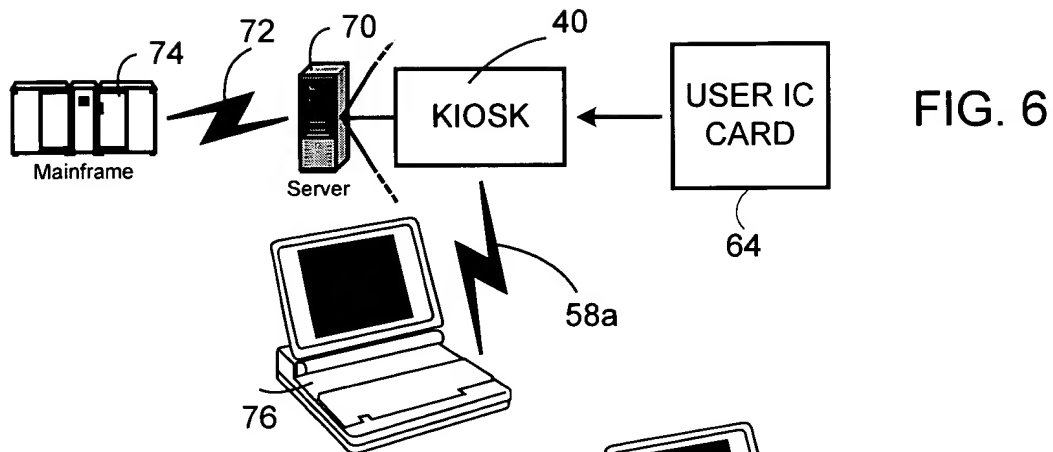 74
72
70
40
KIOSK
USER IC
CARD
FIG. 6
Mainframe
Server
64
58a
76